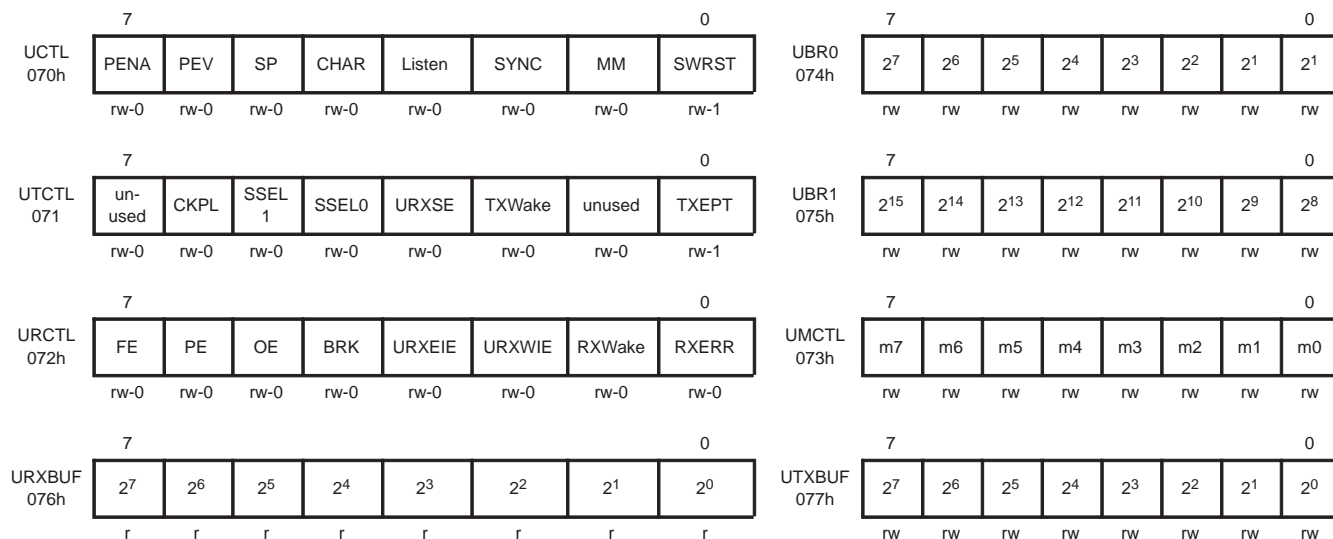 7 0
UCTL 070h PENA PEV SP CHAR Listen SYNC MM SWRST
rw-0 rw-0 rw-0 rw-0 rw-0 rw-0 rw-0 rw-1
7 0
UBR0 074h 2⁷ 2⁶ 2⁵ 2⁴ 2³ 2² 2¹ 2¹
rw rw rw rw rw rw rw rw
7 0
UTCTL 071 un-used CKPL SSEL1 SSEL0 URXSE TXWake unused TXEPT
rw-0 rw-0 rw-0 rw-0 rw-0 rw-0 rw-0 rw-1
7 0
UBR1 075h 2¹⁵ 2¹⁴ 2¹³ 2¹² 2¹¹ 2¹⁰ 2⁹ 2⁸
rw rw rw rw rw rw rw rw
7 0
URCTL 072h FE PE OE BRK URXEIE URXWIE RXWake RXERR
rw-0 rw-0 rw-0 rw-0 rw-0 rw-0 rw-0 rw-0
7 0
UMCTL 073h m7 m6 m5 m4 m3 m2 m1 m0
rw rw rw rw rw rw rw rw
7 0
URXBUF 076h 2⁷ 2⁶ 2⁵ 2⁴ 2³ 2² 2¹ 2⁰
r r r r r r r r
7 0
UTXBUF 077h 2⁷ 2⁶ 2⁵ 2⁴ 2³ 2² 2¹ 2⁰
rw rw rw rw rw rw rw rw